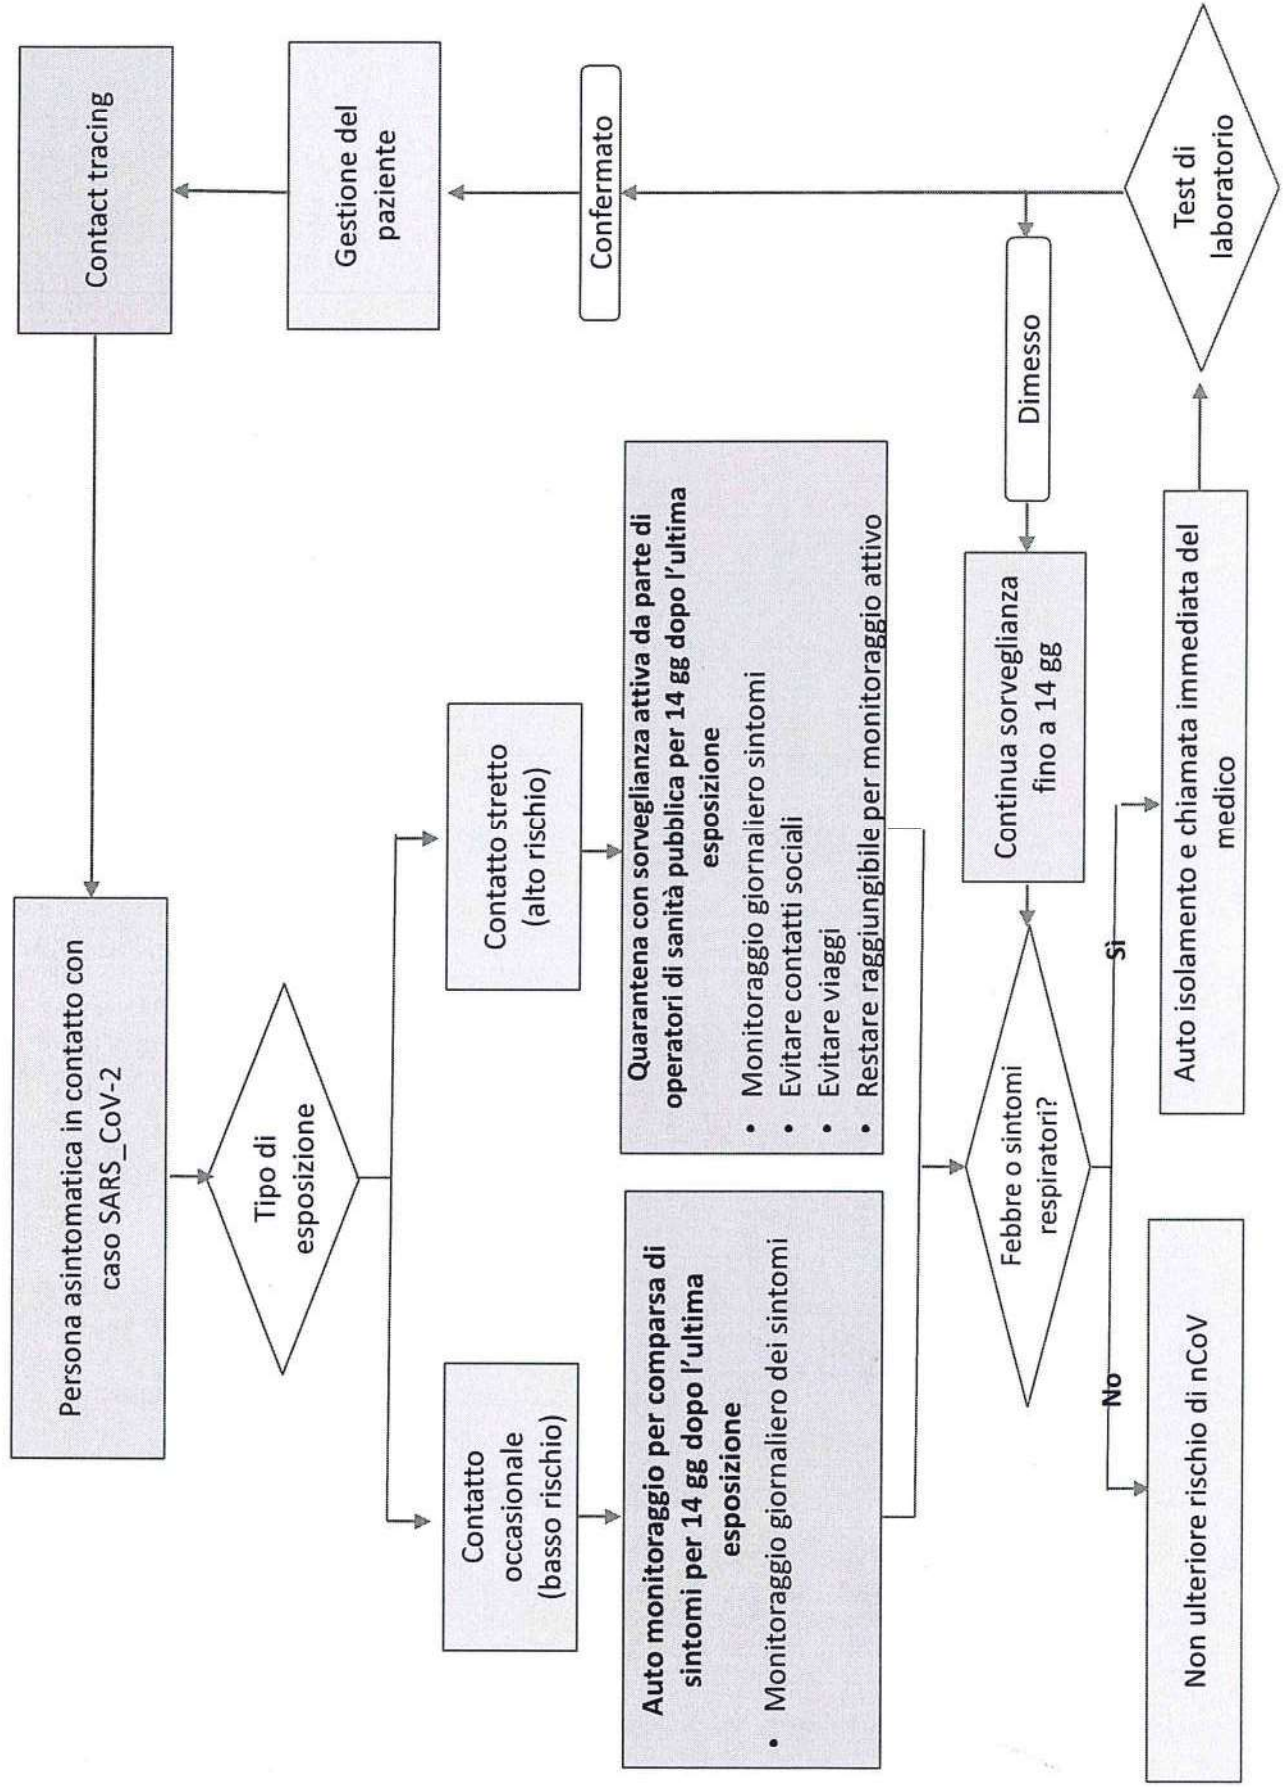 Persona asintomatica in contatto con
caso SARS_CoV-2
Contact tracing
Tipo di
esposizione
Gestione del
paziente
Contatto
occasionale
(basso rischio)
Contatto stretto
(alto rischio)
Confermato
Auto monitoraggio per comparsa di
sintomi per 14 gg dopo l'ultima
esposizione
• Monitoraggio giornaliero dei sintomi
Quarantena con sorveglianza attiva da parte di
operatori di sanità pubblica per 14 gg dopo l'ultima
esposizione
• Monitoraggio giornaliero sintomi
• Evitare contatti sociali
• Evitare viaggi
• Restare raggiungibile per monitoraggio attivo
Febbre o sintomi
respiratori?
Continua sorveglianza
fino a 14 gg
Dimesso
No
Sì
Non ulteriore rischio di nCoV
Auto isolamento e chiamata immediata del
medico
Test di
laboratorio